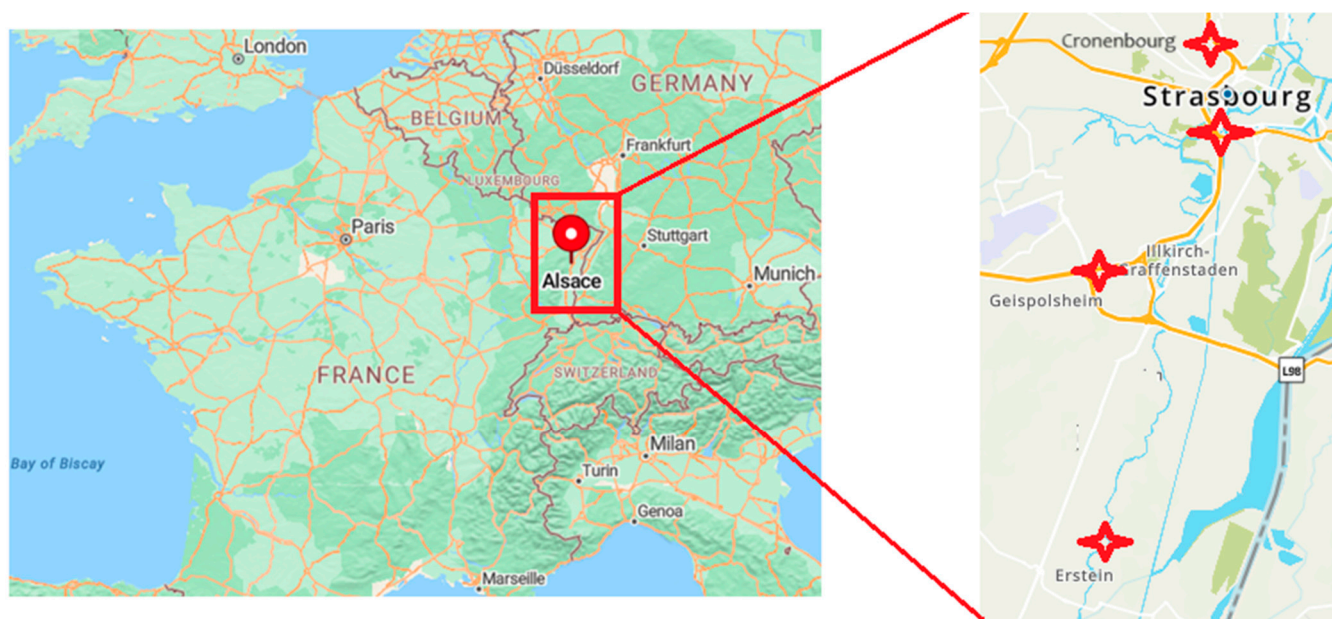 London
Düsseldorf
GERMANY
BELGIUM
Frankfurt
LUXEMBOURG
Paris
Stuttgart
Alsace
Munich
FRANCE
SWITZERLAND
Milan
Bay of Biscay
Turin
Genoa
Marseille
Cronenbourg
Strasbourg
Illkirch-
Graffenstaden
Geispolsheim
L98
Erstein